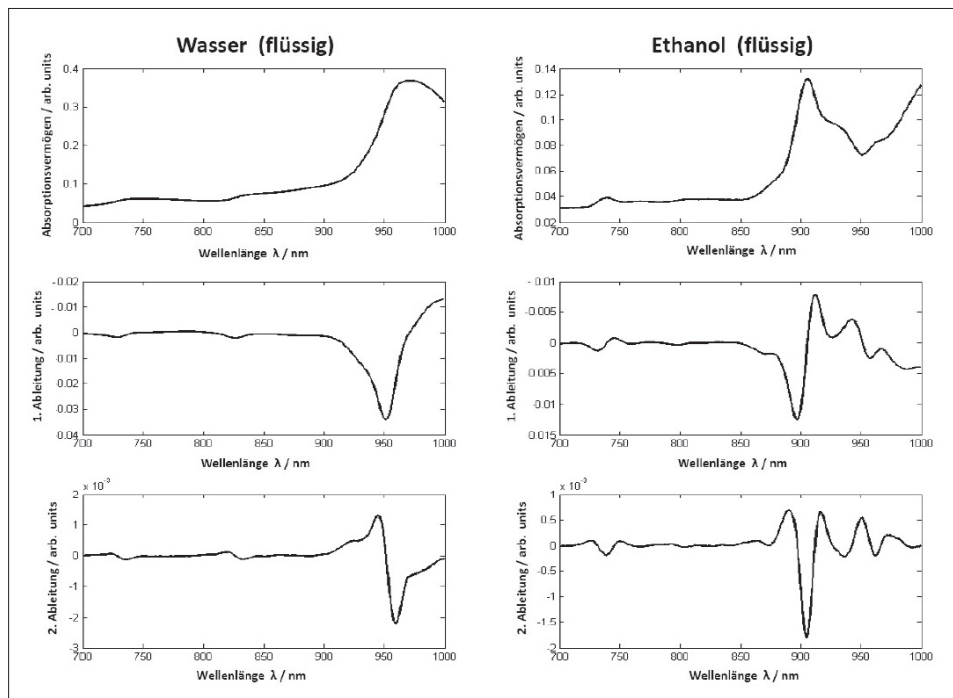 Wasser (flüssig)
Absorptionsvermögen / arb. units
0.4
0.3
0.2
0.1
0
700 750 800 850 900 950 1000
Wellenlänge λ / nm
Ethanol (flüssig)
Absorptionsvermögen / arb. units
0.14
0.12
0.10
0.08
0.06
0.04
0.02
700 750 800 850 900 950 1000
Wellenlänge λ / nm
1. Ableitung / arb. units
- 0.02
- 0.01
0
0.01
0.02
0.03
0.04
700 750 800 850 900 950 1000
Wellenlänge λ / nm
1. Ableitung / arb. units
- 0.01
- 0.005
0
0.005
- 0.01
0.015
700 750 800 850 900 950 1000
Wellenlänge λ / nm
2. Ableitung / arb. units
x 10⁻³
2
1
0
-1
-2
-3
700 750 800 850 900 950 1000
Wellenlänge λ / nm
2. Ableitung / arb. units
x 10⁻³
1
0.5
0
-0.5
-1
-1.5
-2
700 750 800 850 900 950 1000
Wellenlänge λ / nm